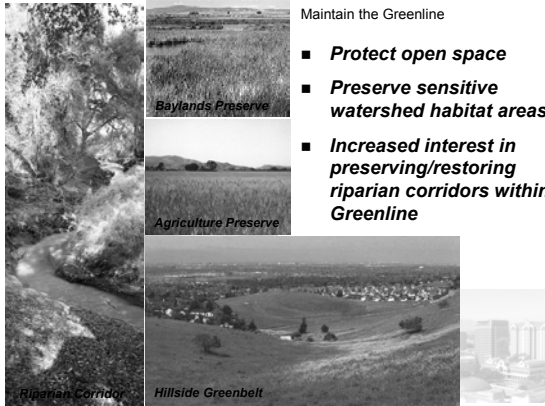 Maintain the Greenline
■ Protect open space
■ Preserve sensitive
watershed habitat areas
■ Increased interest in
preserving/restoring
riparian corridors within
Greenline
Baylands Preserve
Agriculture Preserve
Riparian Corridor
Hillside Greenbelt